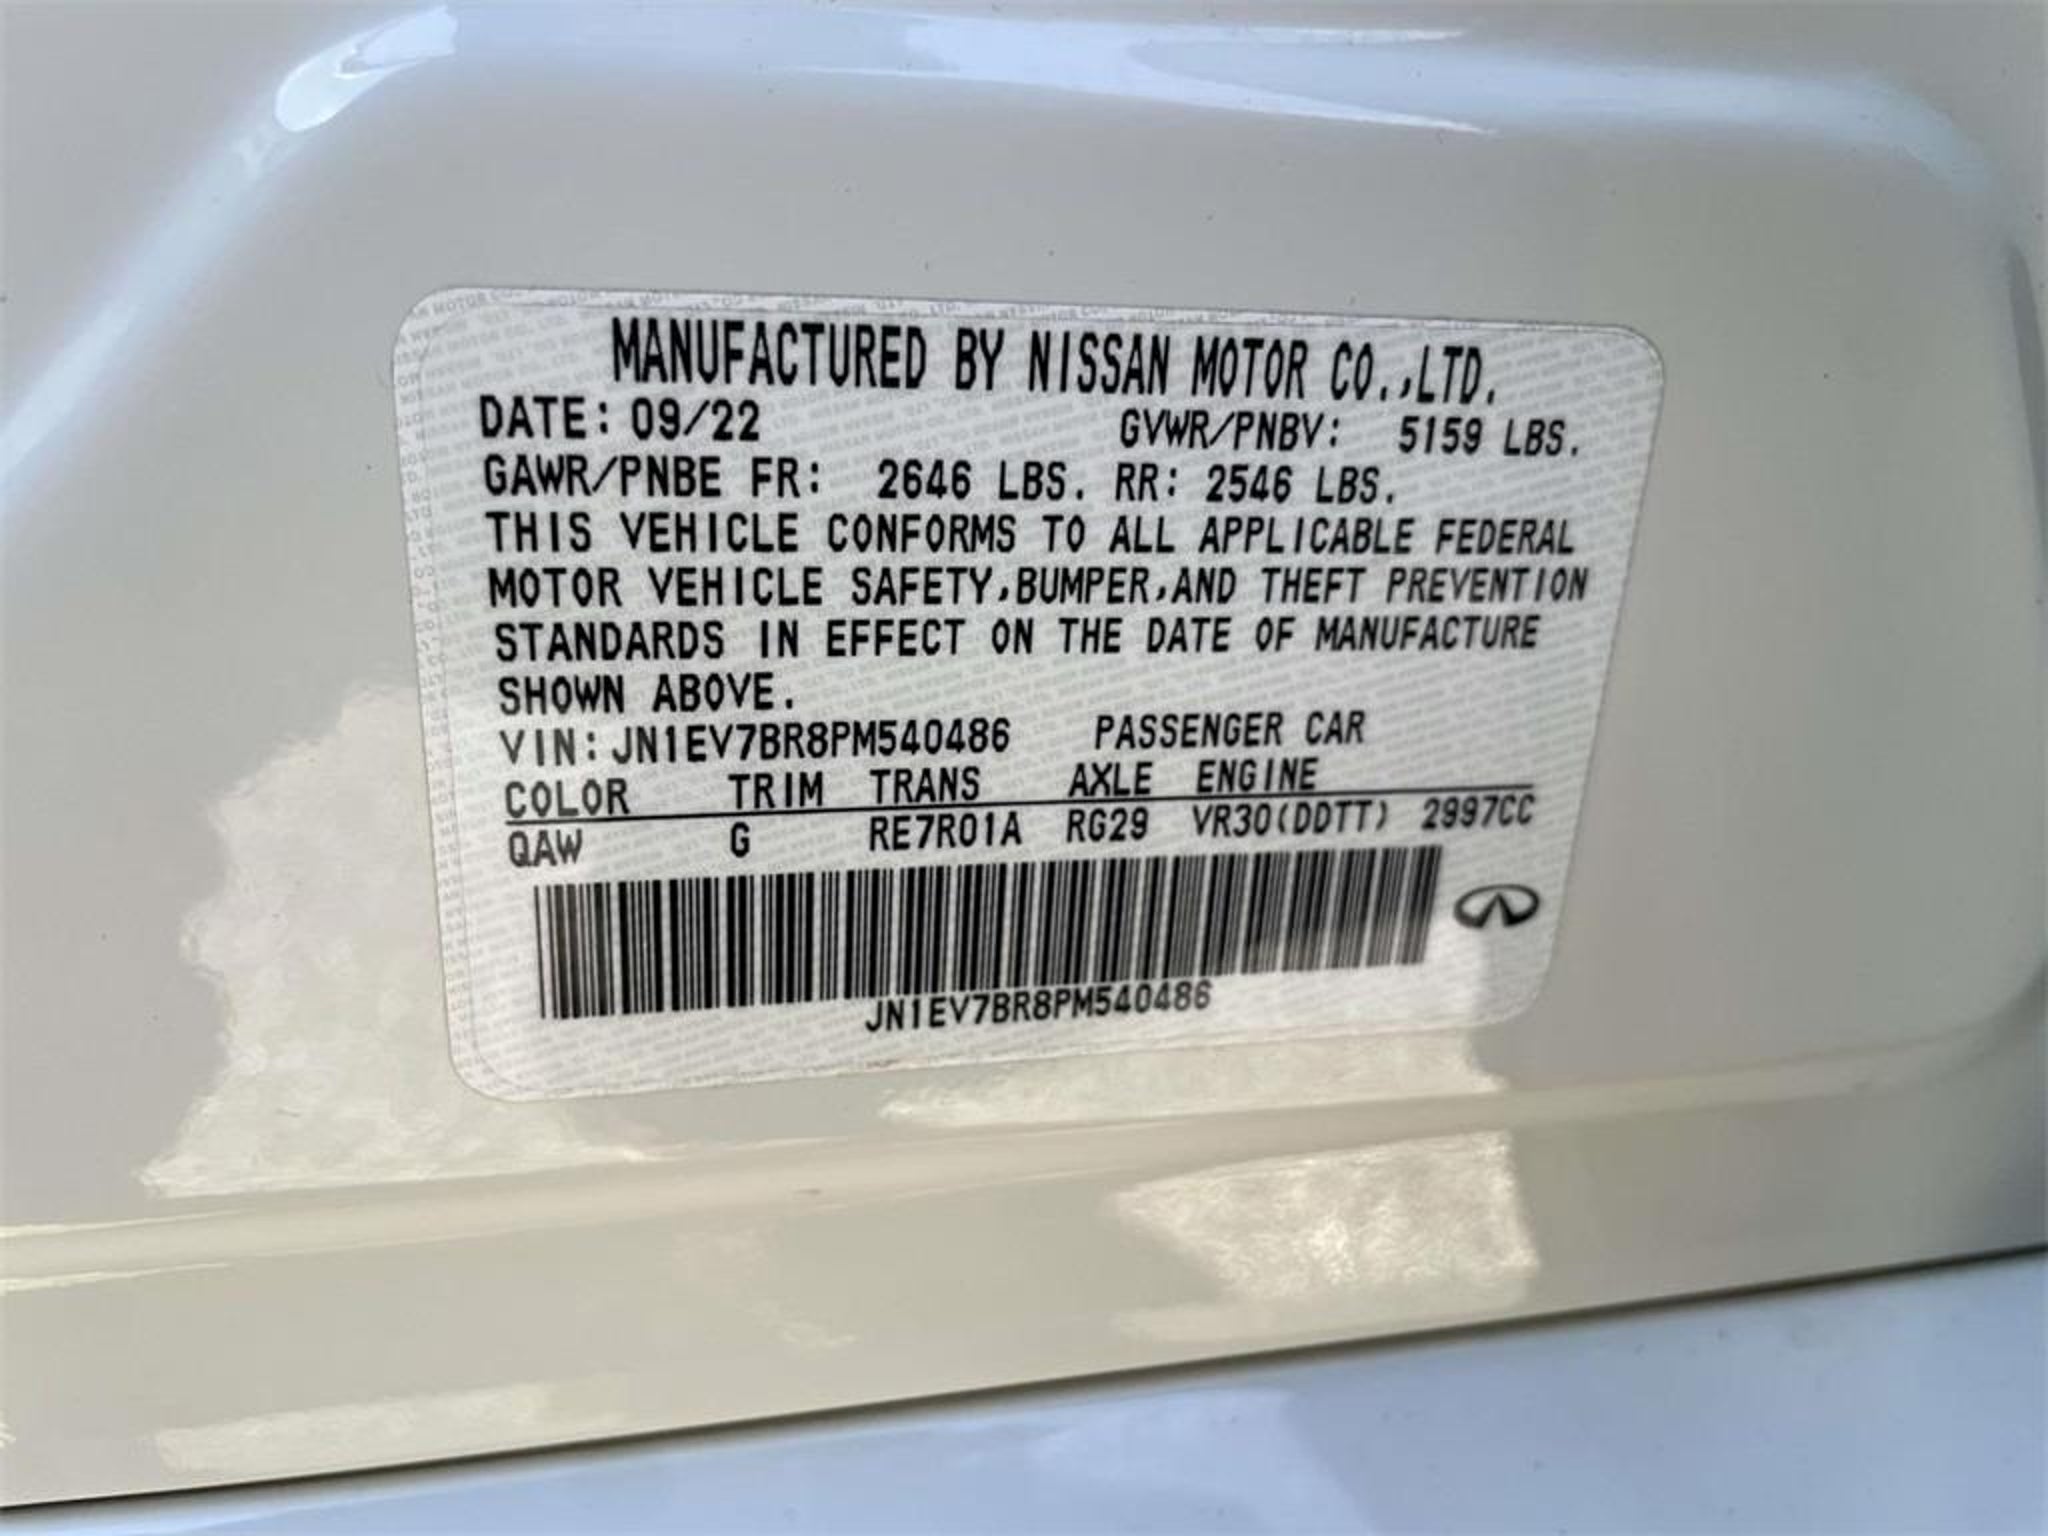 MANUFACTURED BY NISSAN MOTOR CO.,LTD.
DATE: 09/22 GVWR/PNBV: 5159 LBS.
GAWR/PNBE FR: 2646 LBS. RR: 2546 LBS.
THIS VEHICLE CONFORMS TO ALL APPLICABLE FEDERAL
MOTOR VEHICLE SAFETY,BUMPER,AND THEFT PREVENTION
STANDARDS IN EFFECT ON THE DATE OF MANUFACTURE
SHOWN ABOVE.
VIN: JN1EV7BR8PM540486 PASSENGER CAR
COLOR TRIM TRANS AXLE ENGINE
QAW G RE7R01A RG29 VR30(DDTT) 2997CC
JN1EV7BR8PM540486